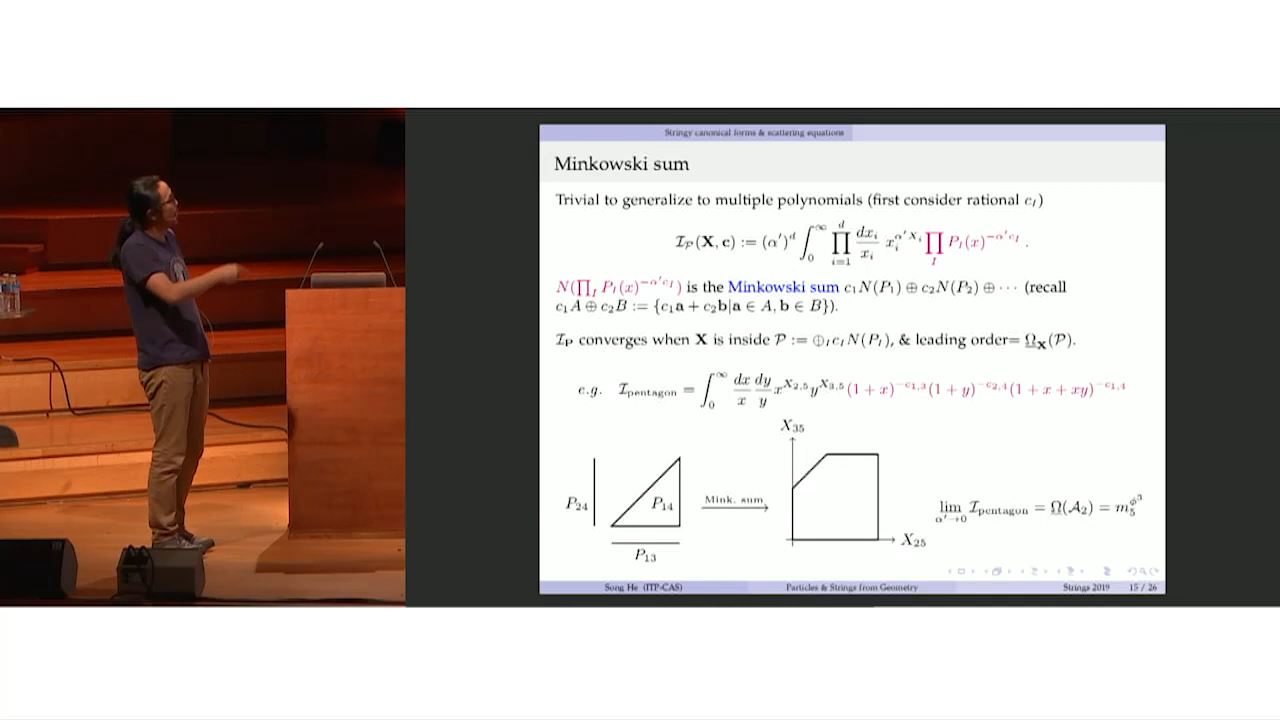 Stringy canonical forms & scattering equations
Minkowski sum
Trivial to generalize to multiple polynomials (first consider rational c_I)
𝓘_P(X, c) := (α′)^d ∫_0^∞ ∏_{i=1}^d dx_i/x_i x_i^{α′X_i} ∏_I P_I(x)^{−α′c_I} .
N(∏_I P_I(x)^{−α′c_I}) is the Minkowski sum c_1N(P_1) ⊕ c_2N(P_2) ⊕ ··· (recall
c_1A ⊕ c_2B := {c_1a + c_2b|a ∈ A, b ∈ B}).
𝓘_P converges when X is inside 𝒫 := ⊕_I c_I N(P_I), & leading order= Ω_X(𝒫).
e.g. 𝓘_pentagon = ∫_0^∞ dx/x dy/y x^{X_{2,5}} y^{X_{3,5}} (1 + x)^{−c_{1,3}} (1 + y)^{−c_{2,4}} (1 + x + xy)^{−c_{1,4}}
X_35
P_24
P_14
Mink. sum
lim_{α′→0} 𝓘_pentagon = Ω(𝒜_2) = m_5^{ϕ^3}
X_25
P_13
Song He (ITP-CAS) Particles & Strings from Geometry Strings 2019 15 / 26